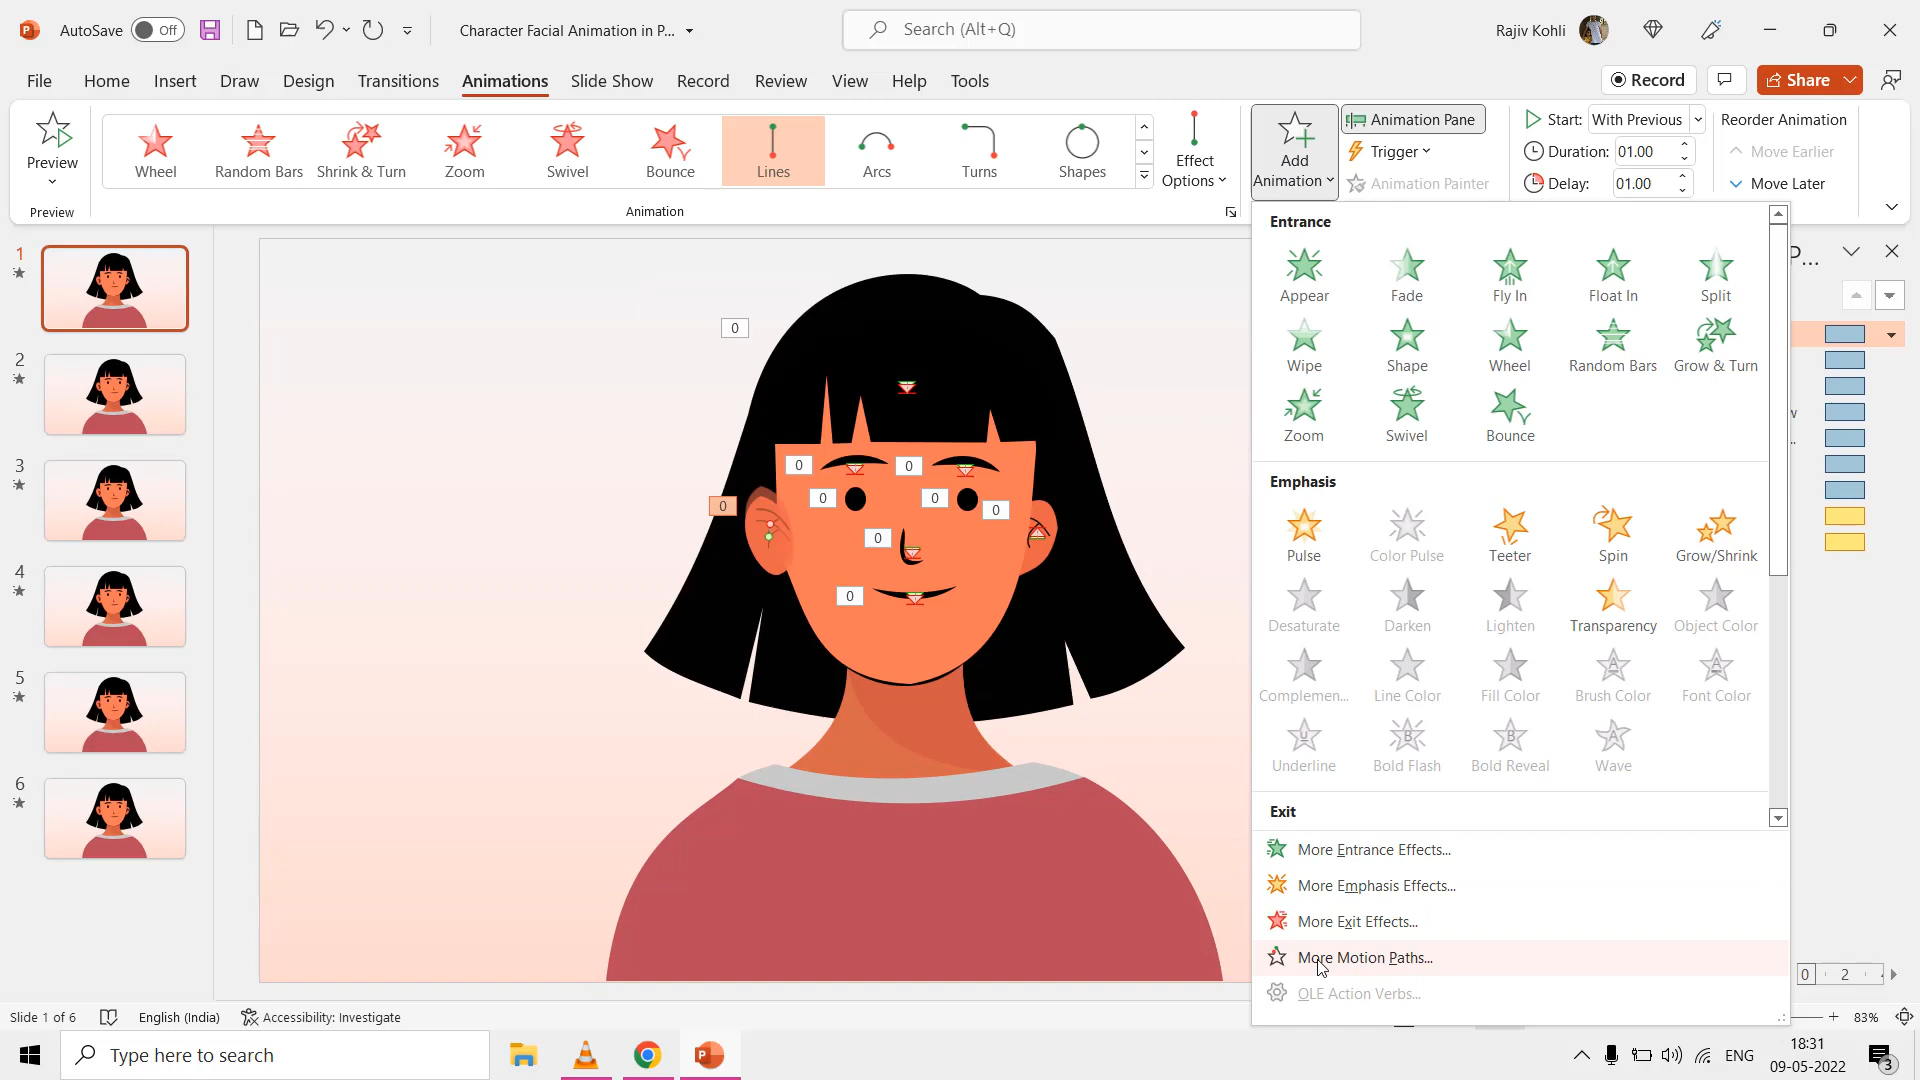 AutoSave Off Character Facial Animation in P... Search (Alt+Q) Rajiv Kohli
File Home Insert Draw Design Transitions Animations Slide Show Record Review View Help Tools Record Share
Preview
Preview
Wheel Random Bars Shrink & Turn Zoom Swivel Bounce Lines Arcs Turns Shapes
Animation
Effect
Options
Add
Animation
Animation Pane
Trigger
Animation Painter
Start: With Previous
Duration: 01.00
Delay: 01.00
Reorder Animation
Move Earlier
Move Later
1
2
3
4
5
6
0
0
0
0
0
0
0
0
0
Entrance
Appear Fade Fly In Float In Split
Wipe Shape Wheel Random Bars Grow & Turn
Zoom Swivel Bounce
Emphasis
Pulse Color Pulse Teeter Spin Grow/Shrink
Desaturate Darken Lighten Transparency Object Color
Complemen... Line Color Fill Color Brush Color Font Color
Underline Bold Flash Bold Reveal Wave
Exit
More Entrance Effects...
More Emphasis Effects...
More Exit Effects...
More Motion Paths...
OLE Action Verbs...
P...
0 2
Slide 1 of 6 English (India) Accessibility: Investigate 83%
Type here to search ENG
18:31
09-05-2022
3